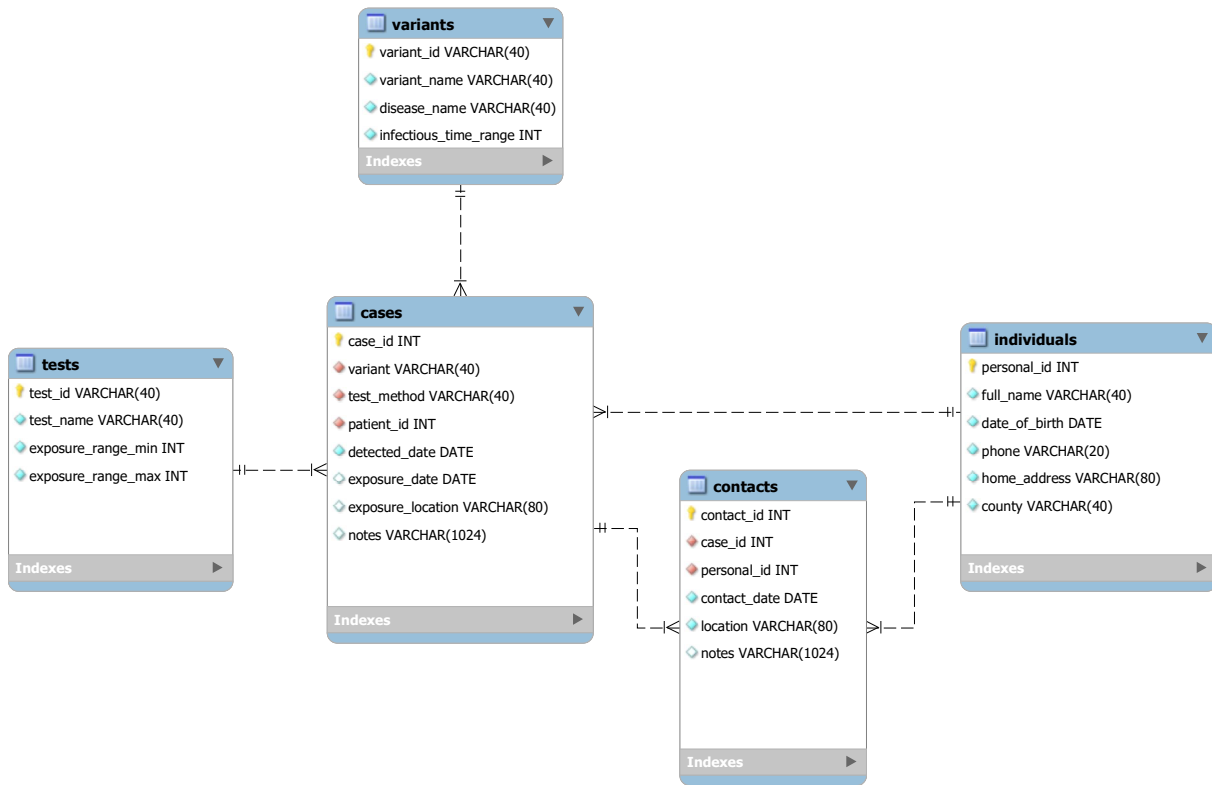 variants
variant_id VARCHAR(40)
variant_name VARCHAR(40)
disease_name VARCHAR(40)
infectious_time_range INT
Indexes
tests
test_id VARCHAR(40)
test_name VARCHAR(40)
exposure_range_min INT
exposure_range_max INT
Indexes
cases
case_id INT
variant VARCHAR(40)
test_method VARCHAR(40)
patient_id INT
detected_date DATE
exposure_date DATE
exposure_location VARCHAR(80)
notes VARCHAR(1024)
Indexes
contacts
contact_id INT
case_id INT
personal_id INT
contact_date DATE
location VARCHAR(80)
notes VARCHAR(1024)
Indexes
individuals
personal_id INT
full_name VARCHAR(40)
date_of_birth DATE
phone VARCHAR(20)
home_address VARCHAR(80)
county VARCHAR(40)
Indexes